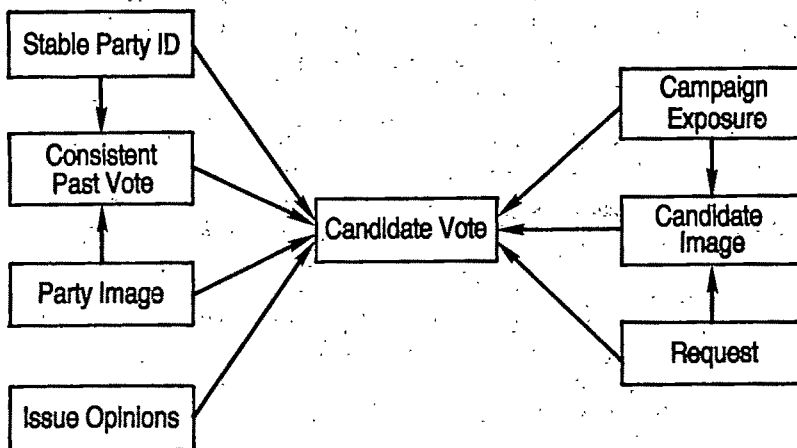 Stable Party ID
Consistent
Past Vote
Party Image
Issue Opinions
Candidate Vote
Campaign
Exposure
Candidate
Image
Request